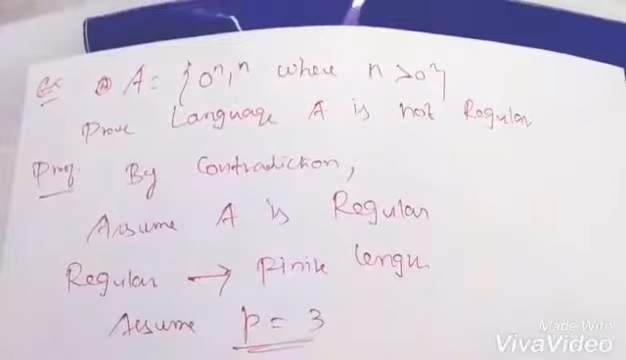 Ex @ A = { 0ⁿ1ⁿ where n > 0 }
Prove Language A is not Regular
Proof. By Contradiction,
Assume A is Regular
Regular → Finite
Assume p = 3
Made With
VivaVideo